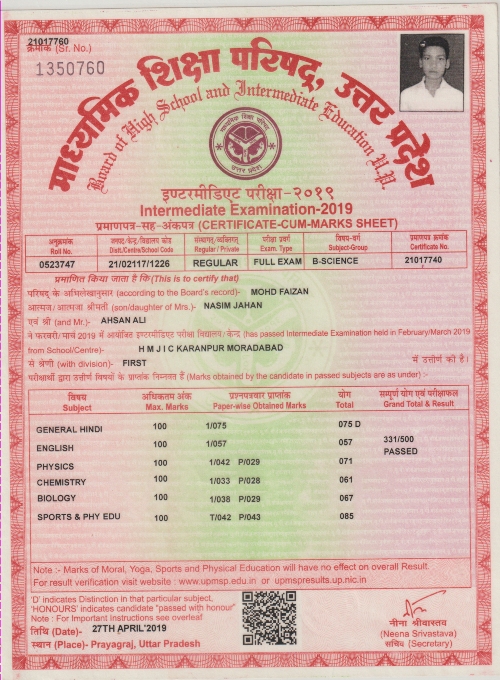 21017760
क्रमांक (Sr. No.)
1350760
माध्यमिक शिक्षा परिषद्, उत्तर प्रदेश
Board of High School and Intermediate Education U.P.
माध्यमिक शिक्षा परिषद्
उत्तर प्रदेश
इण्टरमीडिएट परीक्षा-२०१९
Intermediate Examination-2019
प्रमाणपत्र-सह-अंकपत्र (CERTIFICATE-CUM-MARKS SHEET)
अनुक्रमांक जनपद/केन्द्र/विद्यालय कोड संस्थागत/व्यक्तिगत परीक्षा प्रकार विषय-वर्ग प्रमाणपत्र क्रमांक
Roll No. Distt./Centre/School Code Regular / Private Exam. Type Subject-Group Certificate No.
0523747 21/02117/1226 REGULAR FULL EXAM B-SCIENCE 21017740
प्रमाणित किया जाता है कि (This is to certify that)
परिषद के अभिलेखानुसार (according to the Board's record)- MOHD FAIZAN
आत्मज/आत्मजा श्रीमती (son/daughter of Mrs.)- NASIM JAHAN
एवं श्री (and Mr.)- AHSAN ALI
ने फरवरी/मार्च 2019 में आयोजित इण्टरमीडिएट परीक्षा विद्यालय/केन्द्र (has passed Intermediate Examination held in February/March 2019
from School/Centre)- H M J I C KARANPUR MORADABAD
से श्रेणी (with division)- FIRST में उत्तीर्ण की है।
परीक्षार्थी द्वारा उत्तीर्ण विषयों के प्राप्तांक निम्नवत हैं (Marks obtained by the candidate in passed subjects are as under) :-
विषय अधिकतम अंक प्रश्नपत्रवार प्राप्तांक योग सम्पूर्ण योग एवं परीक्षाफल
Subject Max. Marks Paper-wise Obtained Marks Total Grand Total & Result
GENERAL HINDI 100 1/075 075 D
ENGLISH 100 1/057 057 331/500
PASSED
PHYSICS 100 1/042 P/029 071
CHEMISTRY 100 1/033 P/028 061
BIOLOGY 100 1/038 P/029 067
SPORTS & PHY EDU 100 T/042 P/043 085
Note :- Marks of Moral, Yoga, Sports and Physical Education will have no effect on overall Result.
For result verification visit website : www.upmsp.edu.in or upmspresults.up.nic.in
'D' indicates Distinction in that particular subject,
'HONOURS' indicates candidate "passed with honour"
Note : For Important Instructions see overleaf
तिथि (Date)- 27TH APRIL'2019
स्थान (Place)- Prayagraj, Uttar Pradesh
नीना श्रीवास्तव
(Neena Srivastava)
सचिव (Secretary)